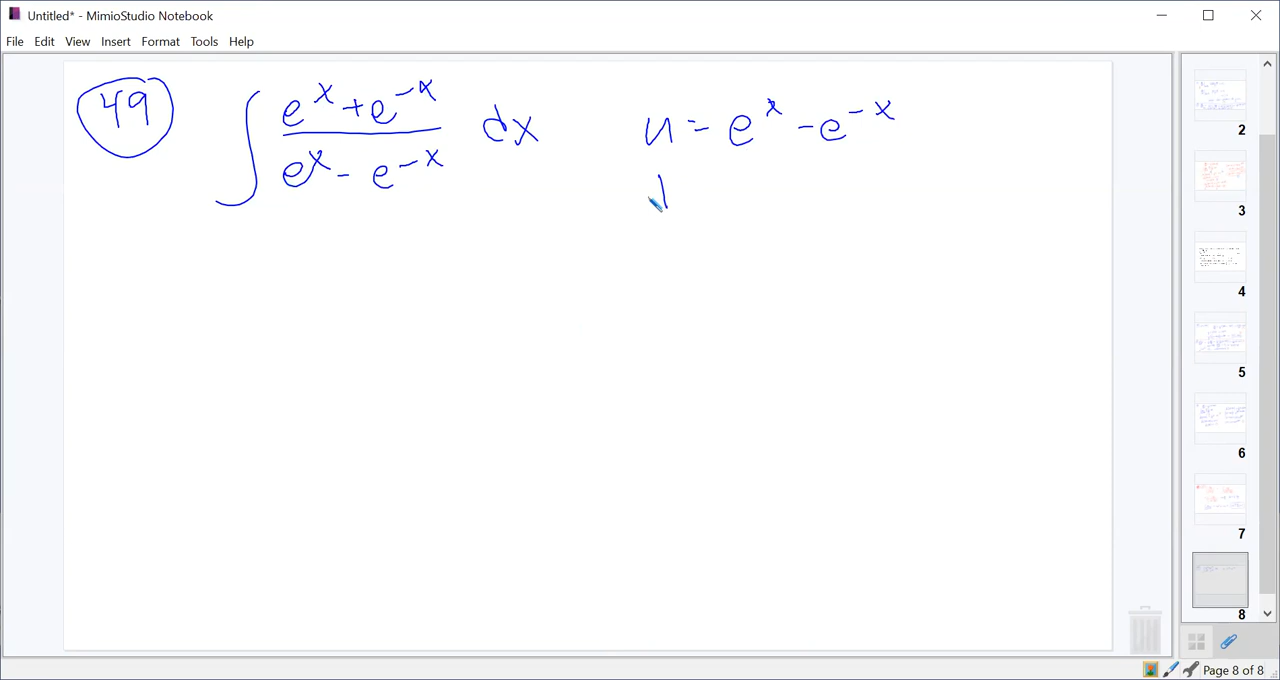 Untitled* - MimioStudio Notebook
File Edit View Insert Format Tools Help
49 ∫ (e^x + e^-x)/(e^x - e^-x) dx u = e^x - e^-x
2
3
4
5
6
7
8
Page 8 of 8